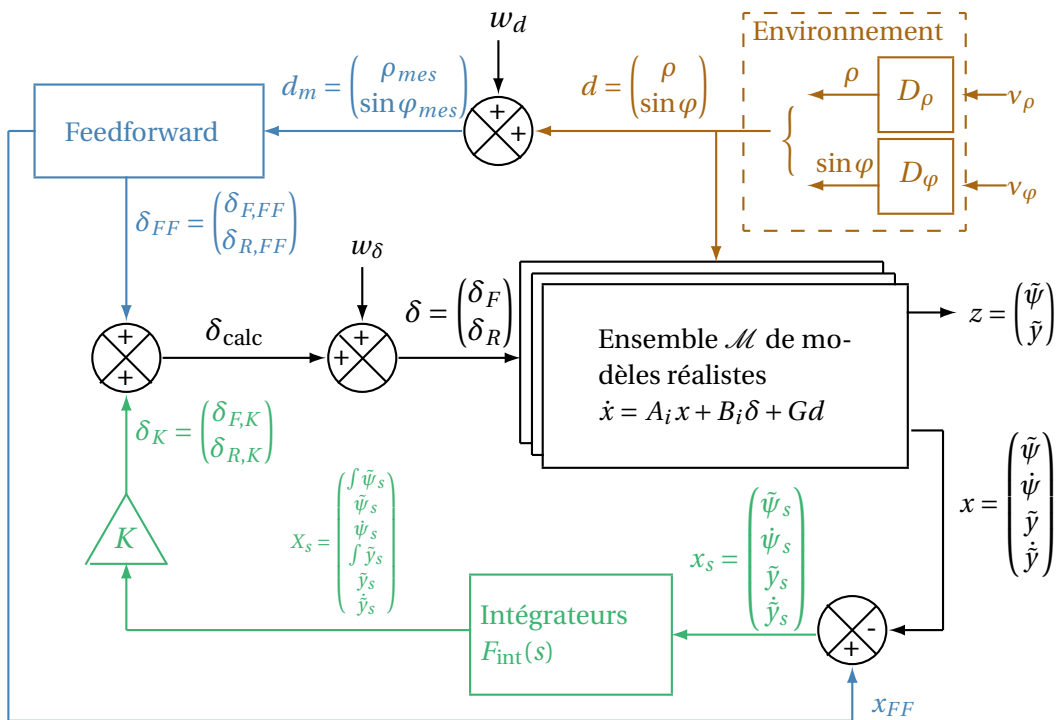 w_d
Environnement
d_m = (ρ_mes
sin φ_mes)
d = (ρ
sin φ)
ρ
D_ρ
ν_ρ
Feedforward
+
+
{
sin φ
D_φ
ν_φ
δ_FF = (δ_F,FF
δ_R,FF)
w_δ
δ = (δ_F
δ_R)
z = (ψ̃
ỹ)
+
+
δ_calc
+
+
Ensemble ℳ de mo-
dèles réalistes
ẋ = A_i x + B_i δ + Gd
δ_K = (δ_F,K
δ_R,K)
x = (ψ̃
ψ̇
ỹ
ỹ̇)
K
X_s = (∫ψ̃_s
ψ̃_s
ψ̇_s
∫ỹ_s
ỹ_s
ỹ̇_s)
x_s = (ψ̃_s
ψ̇_s
ỹ_s
ỹ̇_s)
Intégrateurs
F_int(s)
-
+
x_FF